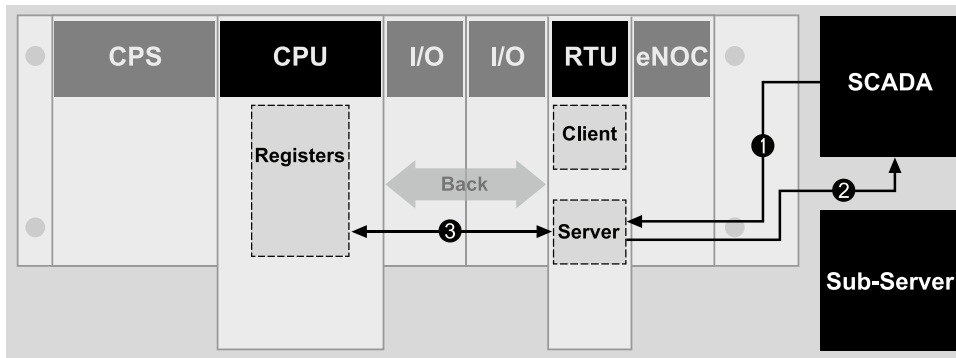 CPS
CPU
I/O
I/O
RTU
eNOC
SCADA
Client
Registers
1
Back
2
3
Server
Sub-Server